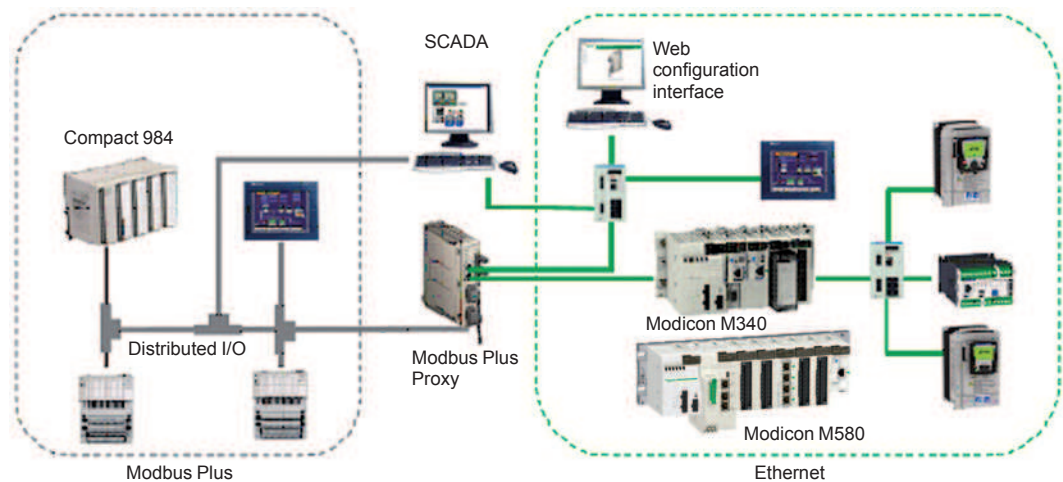 SCADA
Web
configuration
interface
Compact 984
Distributed I/O
Modbus Plus
Proxy
Modicon M340
Modicon M580
Modbus Plus
Ethernet